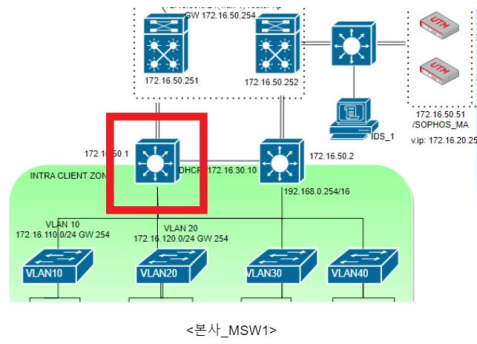 GW 172.16.50.254
172.16.50.251
172.16.50.252
UTM
UTM
172.16.50.51
/SOPHOS_MA
v.ip: 172.16.20.25
IDS_1
172.16.50.1
172.16.50.2
INTRA CLIENT ZON
DHCP 172.16.30.10
192.168.0.254/16
VLAN 10
172.16.110.0/24 GW 254
VLAN 20
172.16.120.0/24 GW 254
VLAN10
VLAN20
VLAN30
VLAN40
<본사_MSW1>